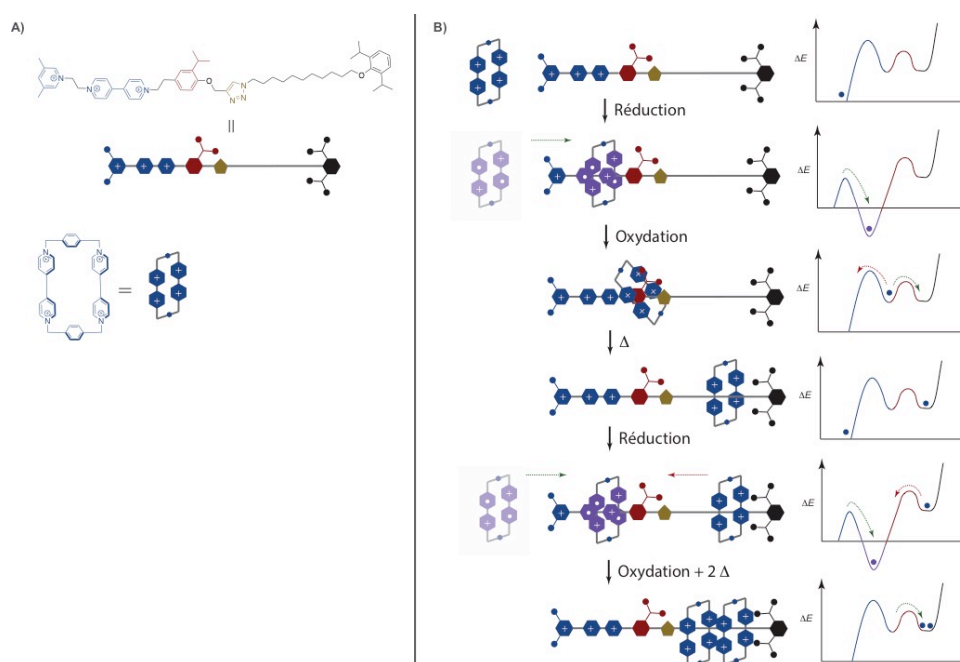 A)
N
N
N
O
N
N=N
O
=
N
N
N
N
=
B)
ΔE
Réduction
ΔE
Oxydation
ΔE
Δ
ΔE
Réduction
ΔE
Oxydation + 2 Δ
ΔE